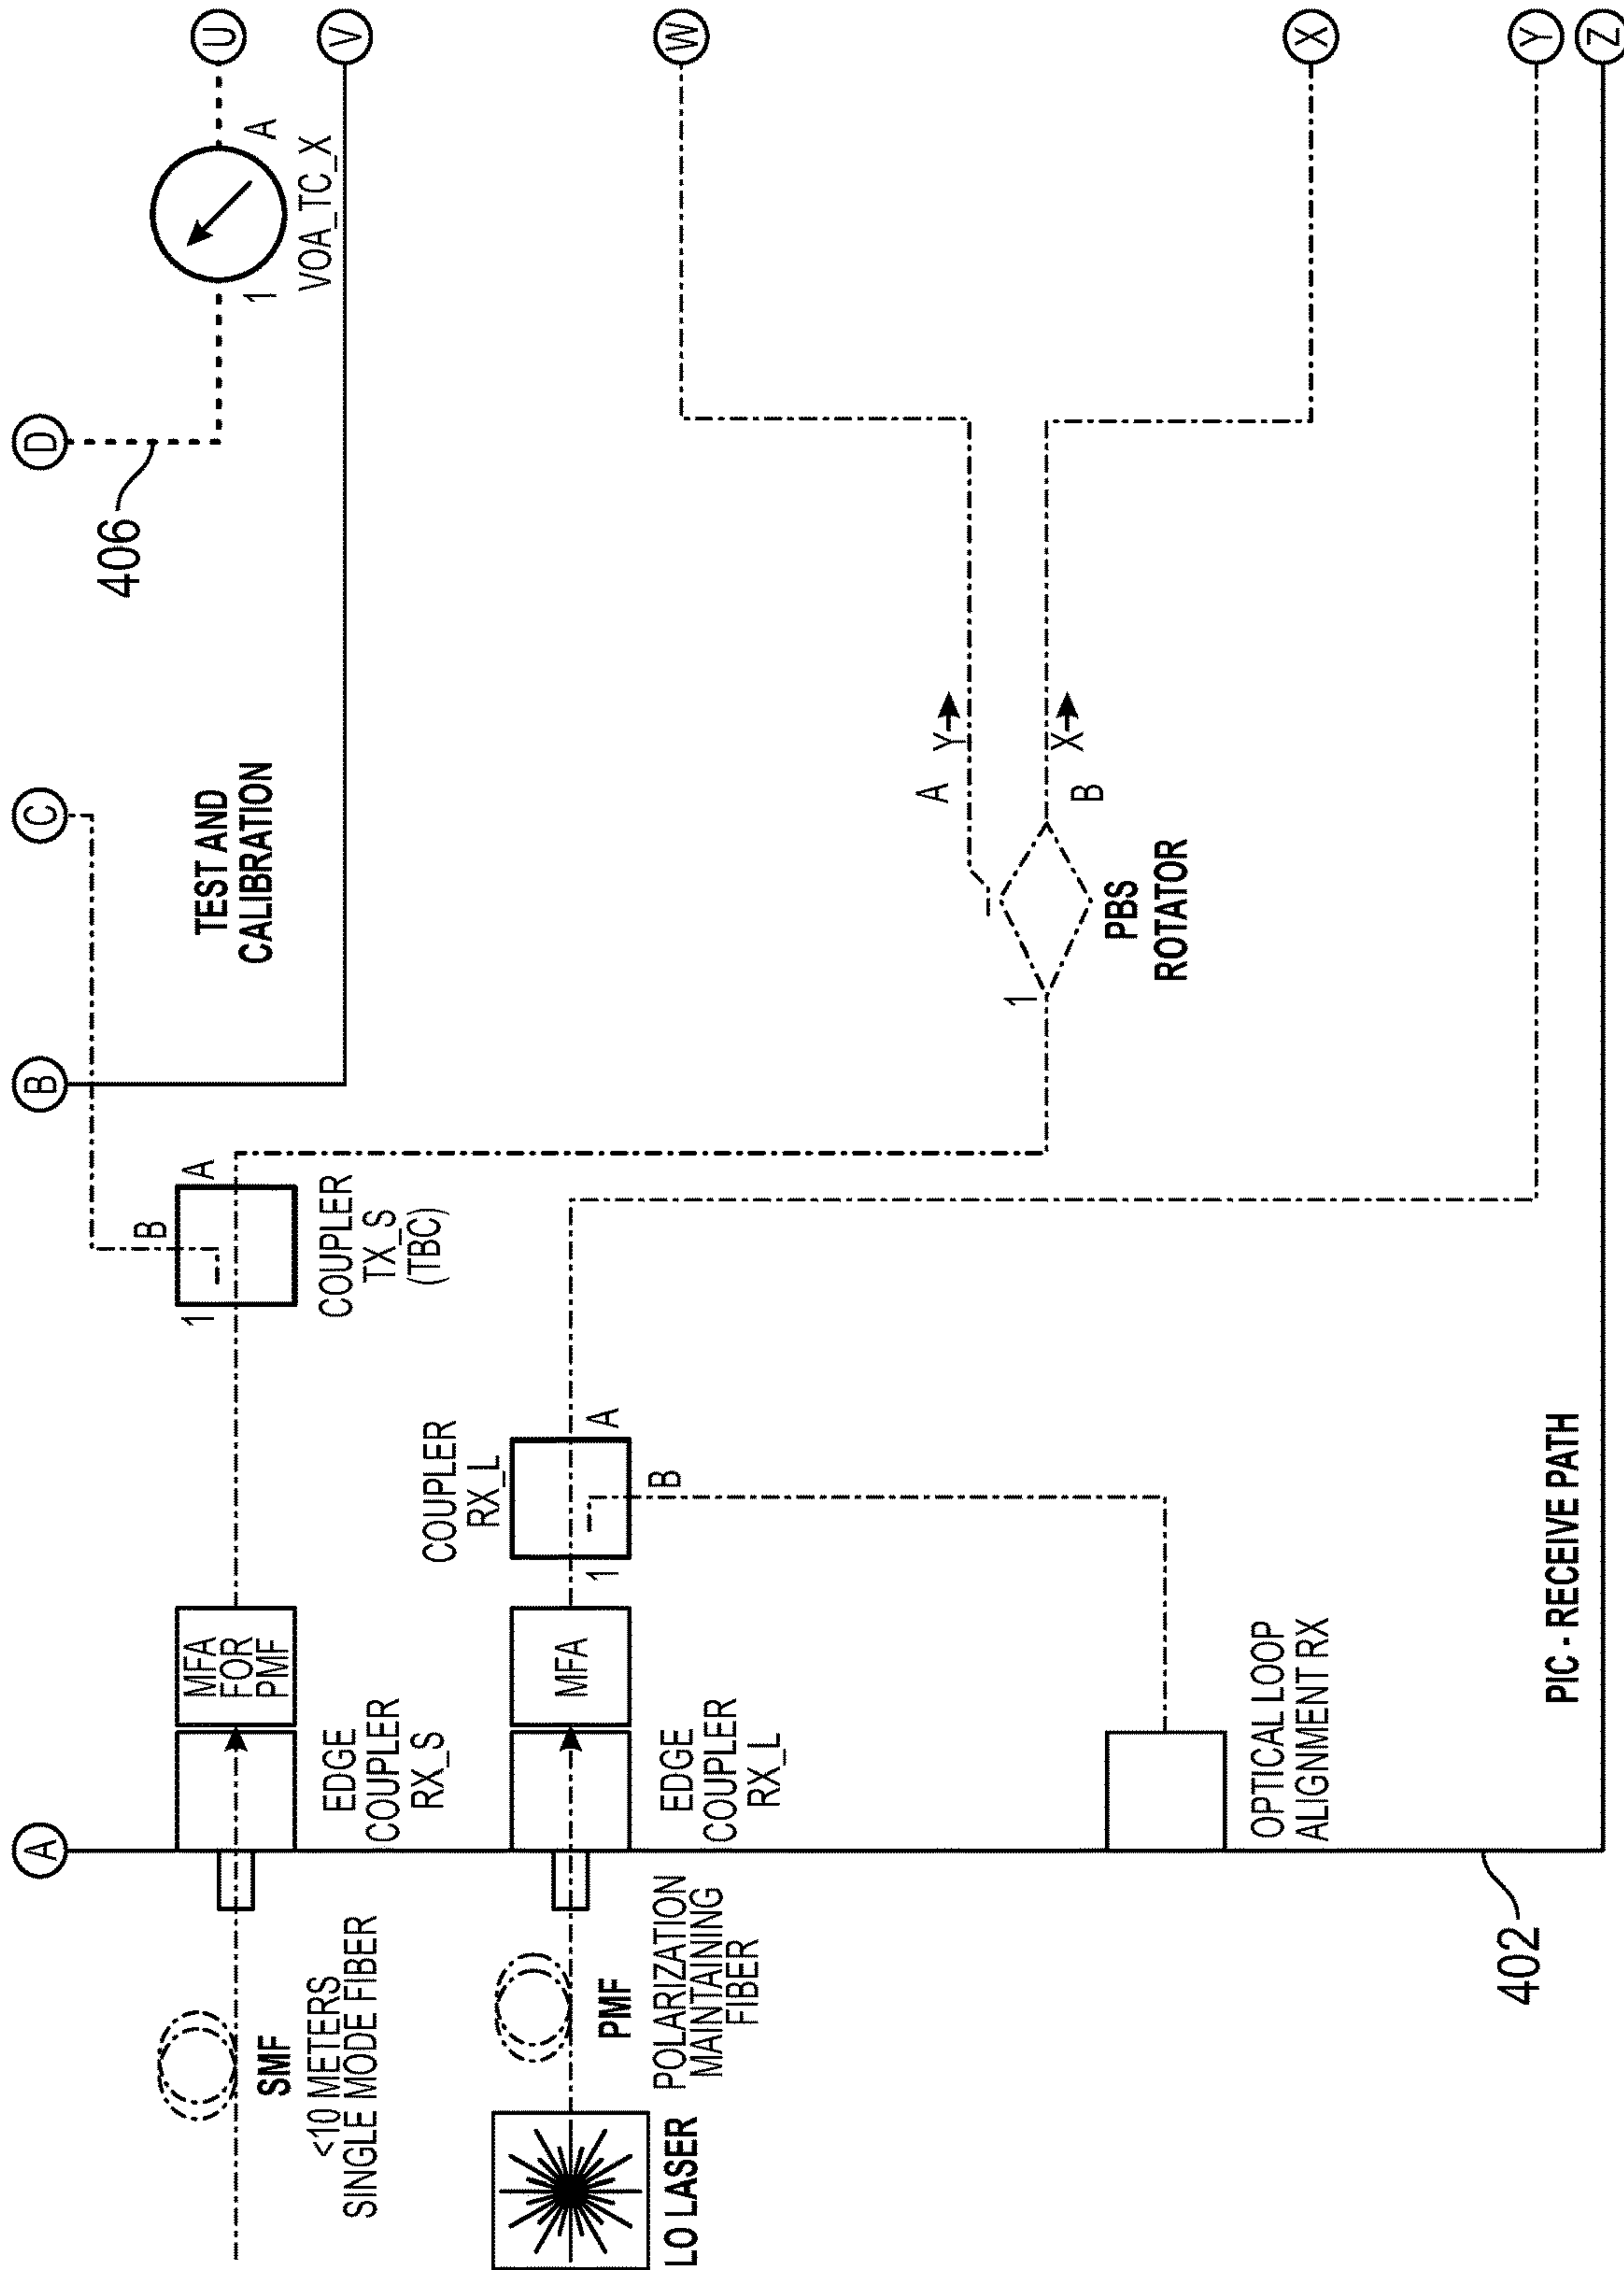 A
B
C
D
U
V
W
X
Y
Z
406
1
A
VOA_TC_X
TEST AND
CALIBRATION
SMF
<10 METERS
SINGLE MODE FIBER
MFA
FOR
PMF
EDGE
COUPLER
RX_S
1
B
A
COUPLER
TX_S
(TBC)
LO LASER
PMF
POLARIZATION
MAINTAINING
FIBER
MFA
EDGE
COUPLER
RX_L
COUPLER
RX_L
1
A
B
1
A
Y
X
B
PBS
ROTATOR
OPTICAL LOOP
ALIGNMENT RX
PIC - RECEIVE PATH
402